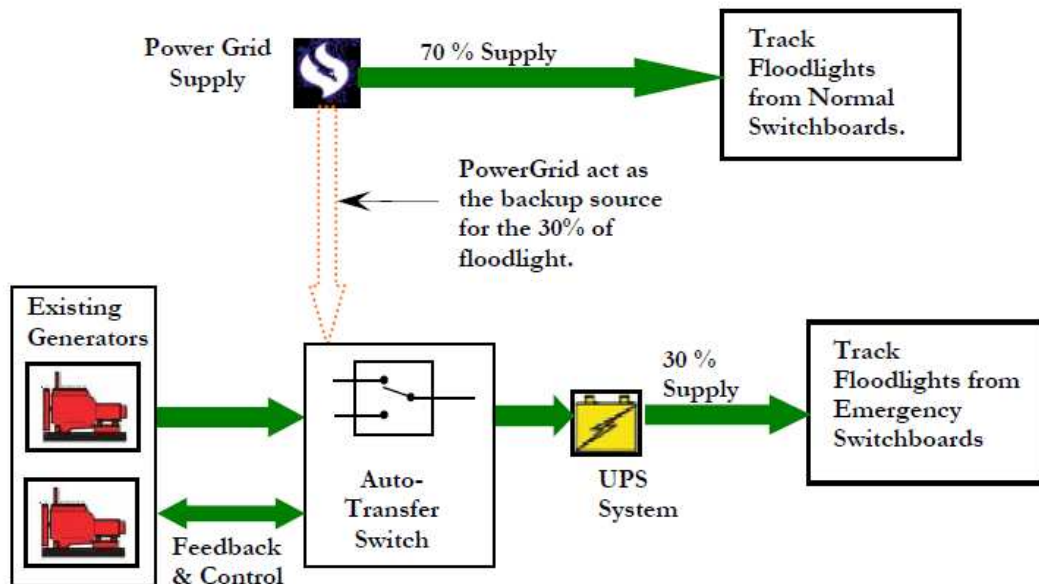 Power Grid
Supply
70 % Supply
Track
Floodlights
from Normal
Switchboards.
PowerGrid act as
the backup source
for the 30% of
floodlight.
Existing
Generators
Auto-
Transfer
Switch
Feedback
& Control
UPS
System
30 %
Supply
Track
Floodlights from
Emergency
Switchboards